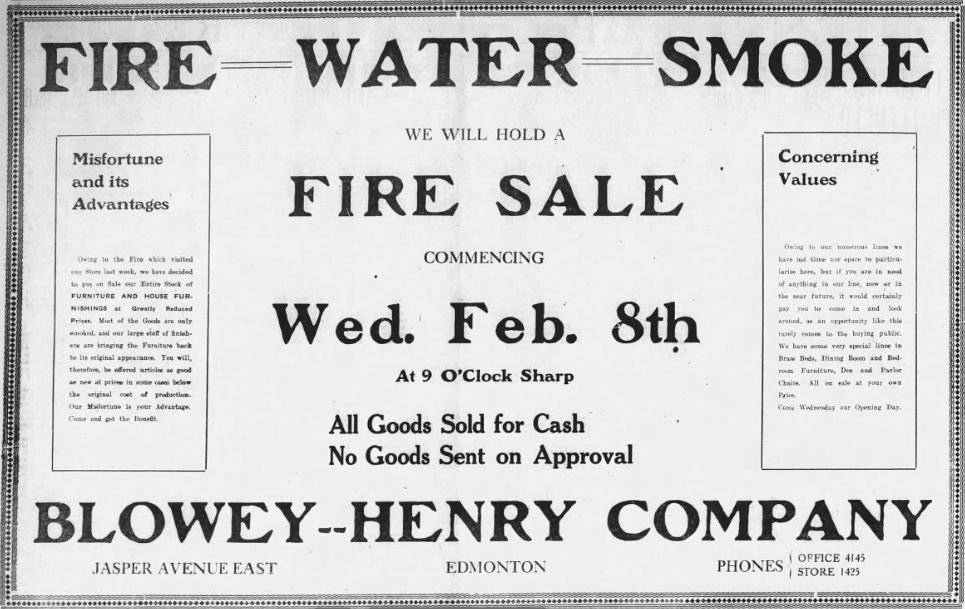 FIRE WATER SMOKE
WE WILL HOLD A
FIRE SALE
COMMENCING
Wed. Feb. 8th
At 9 O'Clock Sharp
All Goods Sold for Cash
No Goods Sent on Approval
Misfortune
and its
Advantages
Owing to the Fire which visited
our Store last week, we have decided
to put on Sale our Entire Stock of
FURNITURE AND HOUSE FUR-
NISHINGS at Greatly Reduced
Prices. Most of the Goods are only
smoked, and our large staff of finish-
ers are bringing the Furniture back
to its original appearance. You will,
therefore, be offered articles as good
as new at prices in some cases below
the original cost of production.
Our Misfortune is your Advantage.
Come and get the Benefit.
Concerning
Values
Owing to our numerous lines we
have not time nor space to particu-
larise here, but if you are in need
of anything in our line, now or in
the near future, it would certainly
pay you to come in and look
around, as an opportunity like this
rarely comes to the buying public.
We have some very special lines in
Brass Beds, Dining Room and Bed-
room Furniture, Den and Parlor
Chairs. All on sale at your own
Price.
Come Wednesday our Opening Day.
BLOWEY--HENRY COMPANY
JASPER AVENUE EAST EDMONTON PHONES OFFICE 4145
STORE 1425